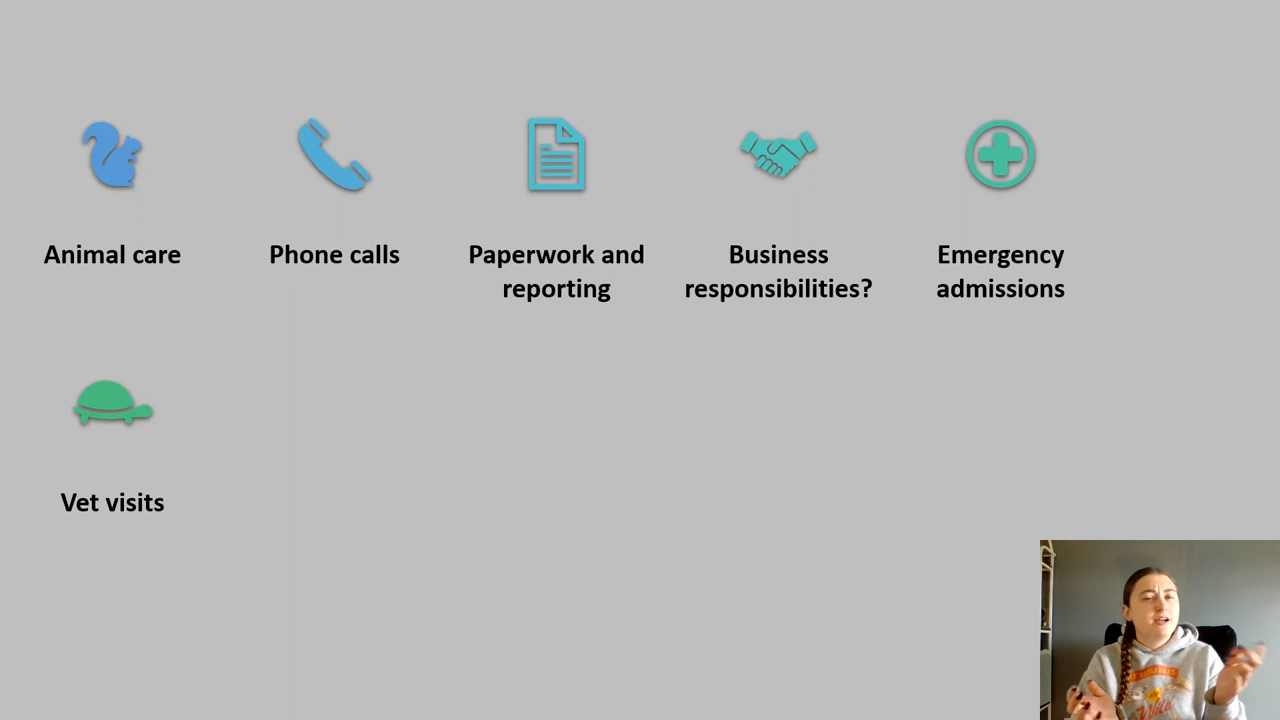 Animal care
Phone calls
Paperwork and
reporting
Business
responsibilities?
Emergency
admissions
Vet visits